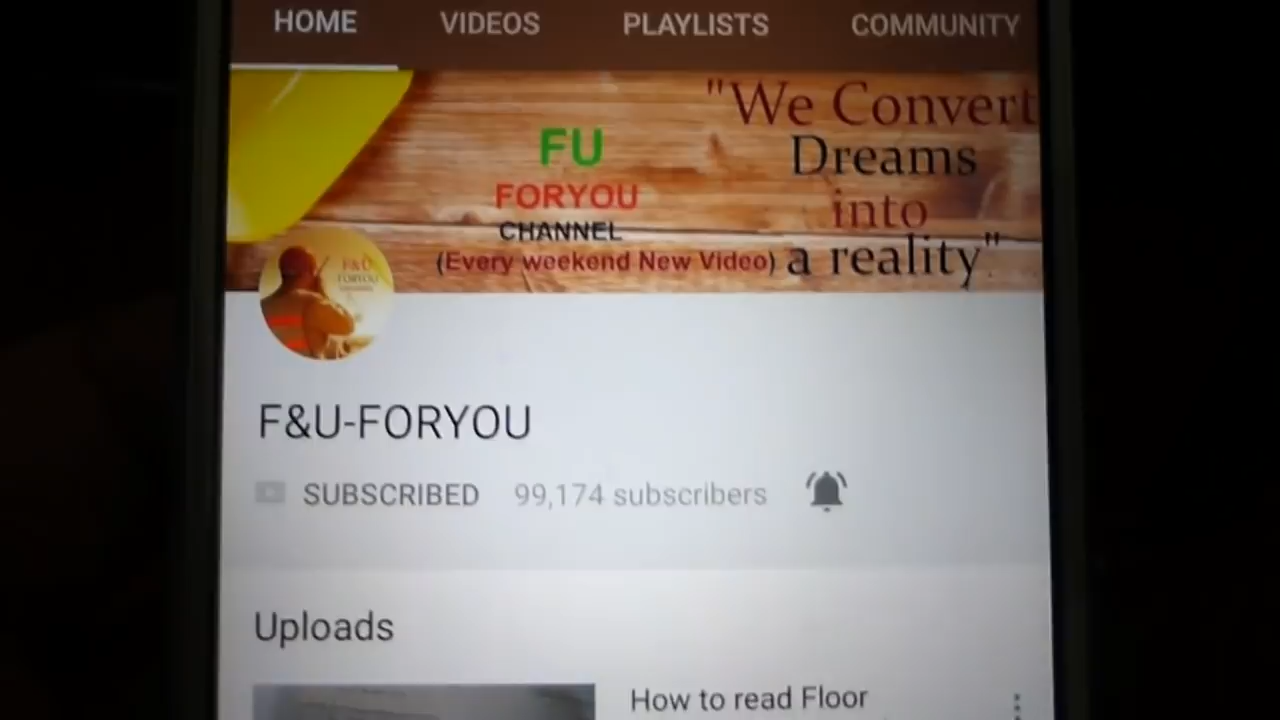 HOME VIDEOS PLAYLISTS COMMUNITY
"We Convert
Dreams
into
a reality"
FU
FORYOU
CHANNEL
(Every weekend New Video)
F&U
FORYOU
F&U-FORYOU
SUBSCRIBED 99,174 subscribers
Uploads
How to read Floor